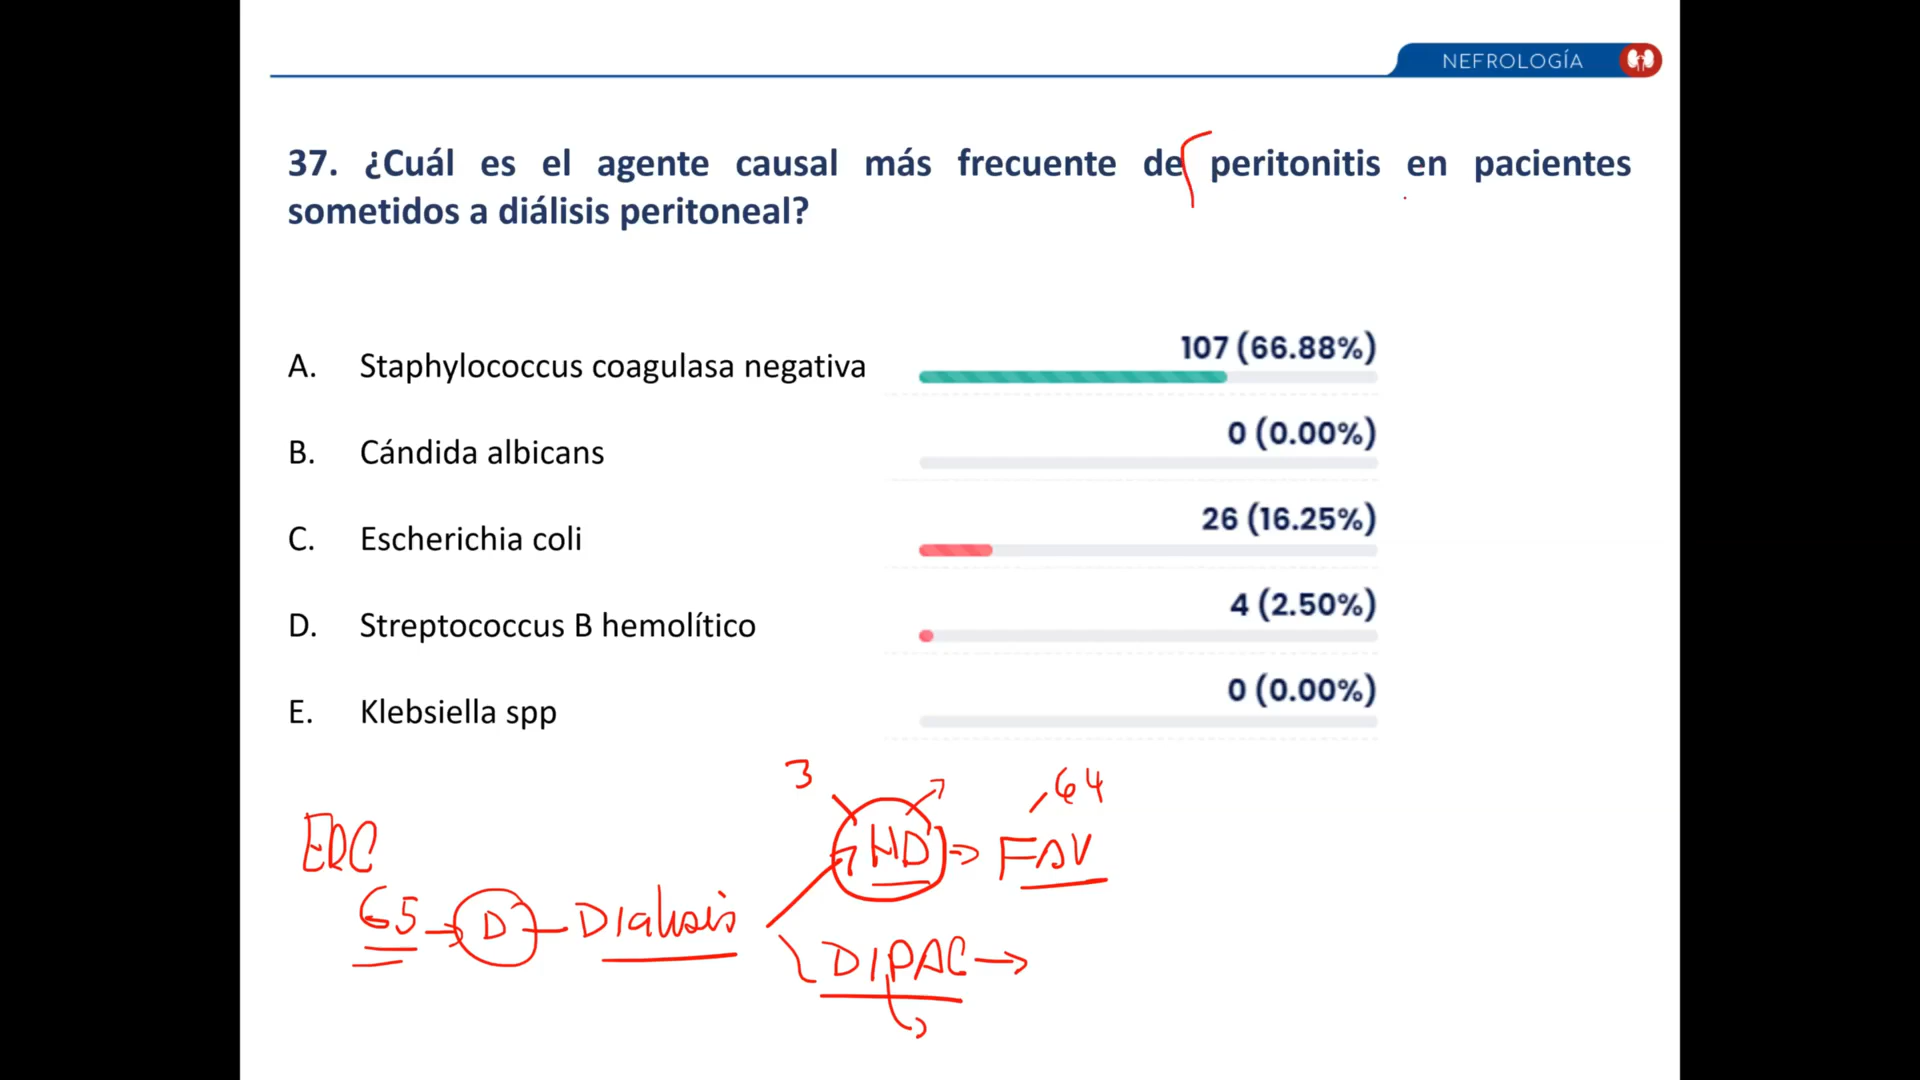 NEFROLOGÍA
37. ¿Cuál es el agente causal más frecuente de peritonitis en pacientes
sometidos a diálisis peritoneal?
A. Staphylococcus coagulasa negativa 107 (66.88%)
B. Cándida albicans 0 (0.00%)
C. Escherichia coli 26 (16.25%)
D. Streptococcus B hemolítico 4 (2.50%)
E. Klebsiella spp 0 (0.00%)
3
64
HD
FAV
D
Dialisis
DIPAC